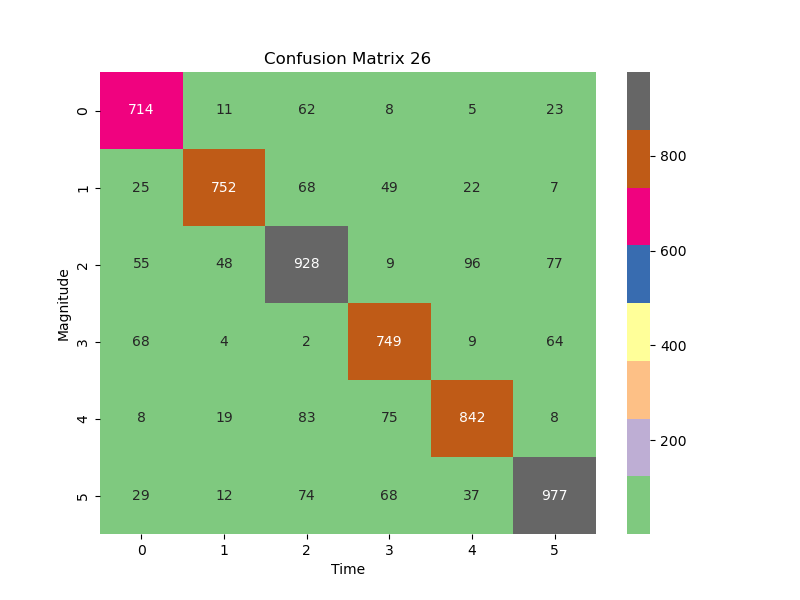 Confusion Matrix 26
0 714 11 62 8 5 23
1 25 752 68 49 22 7
2 55 48 928 9 96 77
3 68 4 2 749 9 64
4 8 19 83 75 842 8
5 29 12 74 68 37 977
0 1 2 3 4 5
Time
Magnitude
800
600
400
200